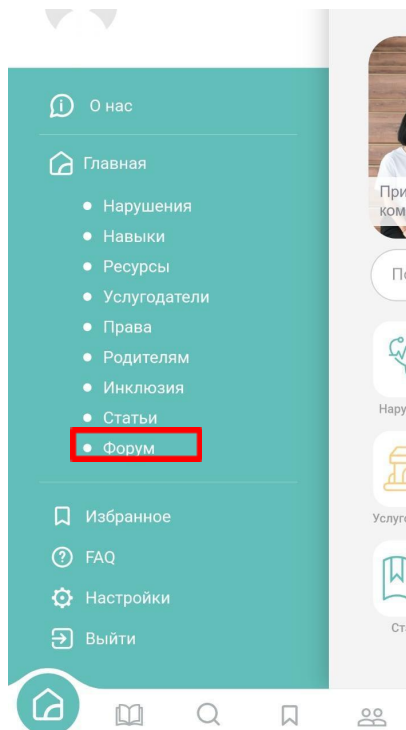 О нас
Главная
Нарушения
Навыки
Ресурсы
Услугодатели
Права
Родителям
Инклюзия
Статьи
Форум
Избранное
FAQ
Настройки
Выйти